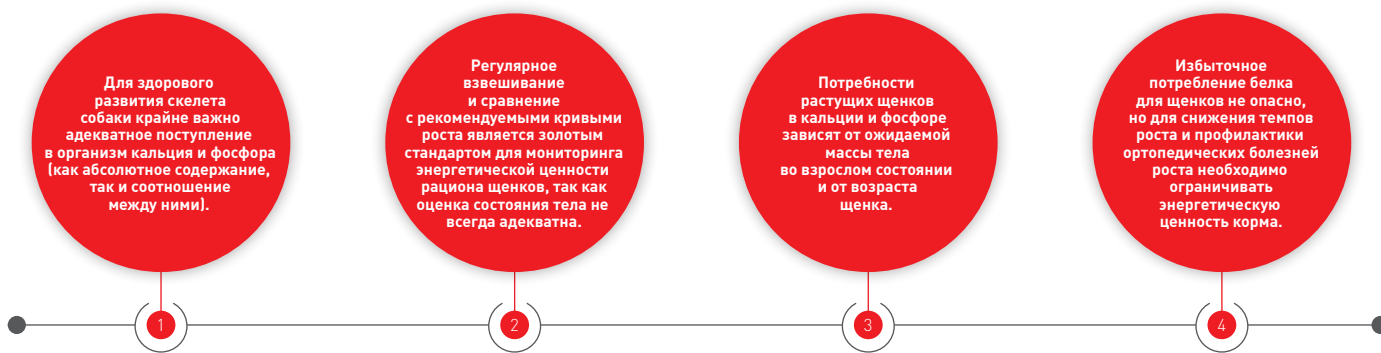 Для здорового
развития скелета
собаки крайне важно
адекватное поступление
в организм кальция и фосфора
(как абсолютное содержание,
так и соотношение
между ними).
1
Регулярное
взвешивание
и сравнение
с рекомендуемыми кривыми
роста является золотым
стандартом для мониторинга
энергетической ценности
рациона щенков, так как
оценка состояния тела не
всегда адекватна.
2
Потребности
растущих щенков
в кальции и фосфоре
зависят от ожидаемой
массы тела
во взрослом состоянии
и от возраста
щенка.
3
Избыточное
потребление белка
для щенков не опасно,
но для снижения темпов
роста и профилактики
ортопедических болезней
роста необходимо
ограничивать
энергетическую
ценность корма.
4